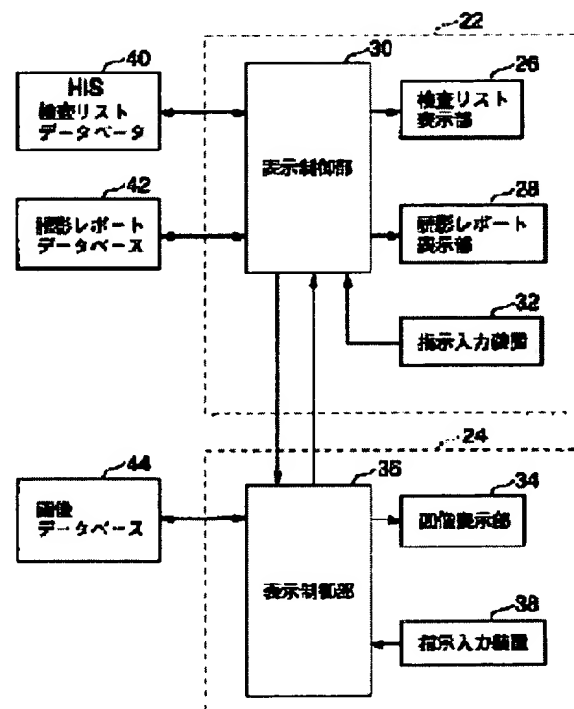 22
40
30
26
HIS
検査リスト
データベータ
表示制御部
検査リスト
表示部
42
28
読影レポート
データベース
読影レポート
表示部
32
指示入力装置
24
44
36
34
画像
データベース
画像表示部
表示制御部
38
指示入力装置